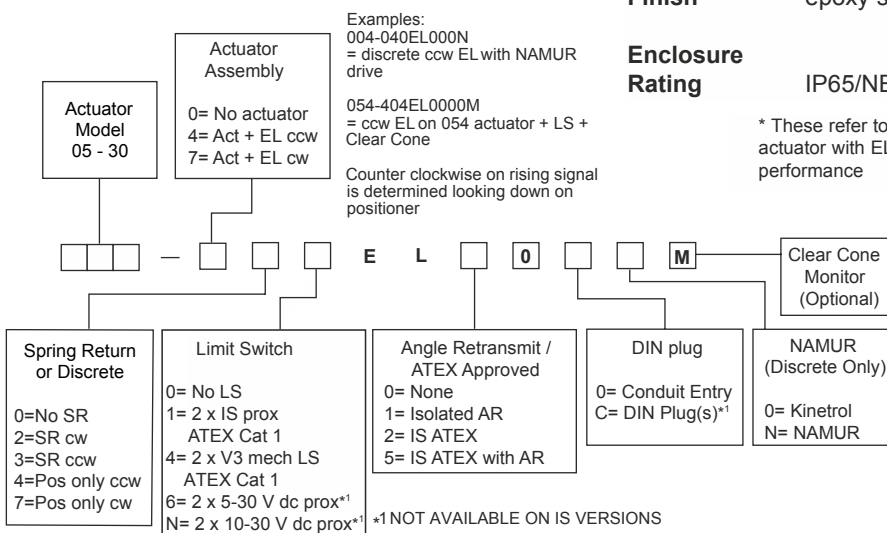 Finish
Enclosure
Rating
IP65/NE
* These refer to
actuator with EL
performance
Examples:
004-040EL000N
= discrete ccw EL with NAMUR
drive
054-404EL0000M
= ccw EL on 054 actuator + LS +
Clear Cone
Counter clockwise on rising signal
is determined looking down on
positioner
Actuator
Model
05 - 30
Actuator
Assembly
0= No actuator
4= Act + EL ccw
7= Act + EL cw
— E L 0 M
Clear Cone
Monitor
(Optional)
Spring Return
or Discrete
0=No SR
2=SR cw
3=SR ccw
4=Pos only ccw
7=Pos only cw
Limit Switch
0= No LS
1= 2 x IS prox
ATEX Cat 1
4= 2 x V3 mech LS
ATEX Cat 1
6= 2 x 5-30 V dc prox*1
N= 2 x 10-30 V dc prox*1
Angle Retransmit /
ATEX Approved
0= None
1= Isolated AR
2= IS ATEX
5= IS ATEX with AR
DIN plug
0= Conduit Entry
C= DIN Plug(s)*1
NAMUR
(Discrete Only)
0= Kinetrol
N= NAMUR
*1 NOT AVAILABLE ON IS VERSIONS